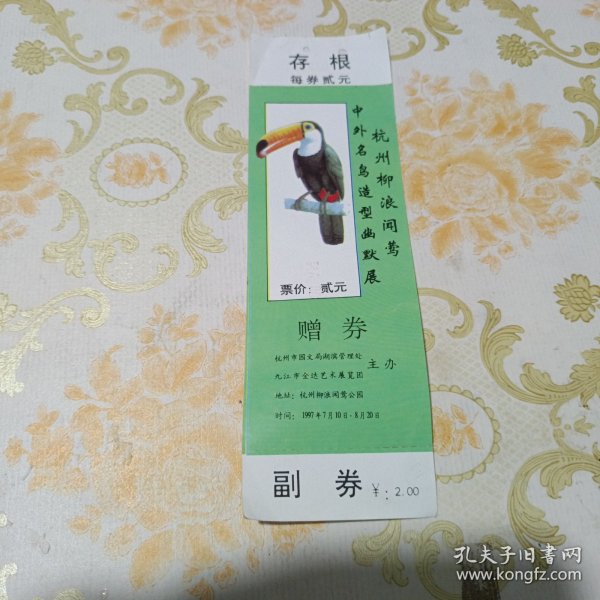 存根
每券贰元
杭州柳浪闻莺
中外名鸟造型幽默展
票价：贰元
赠券
杭州市园文局湖滨管理处
九江市全达艺术展览团
主办
地址：杭州柳浪闻莺公园
时间：1997年7月10日-8月20日
副券 ¥：2.00
孔夫子旧书网
www.kongfz.com